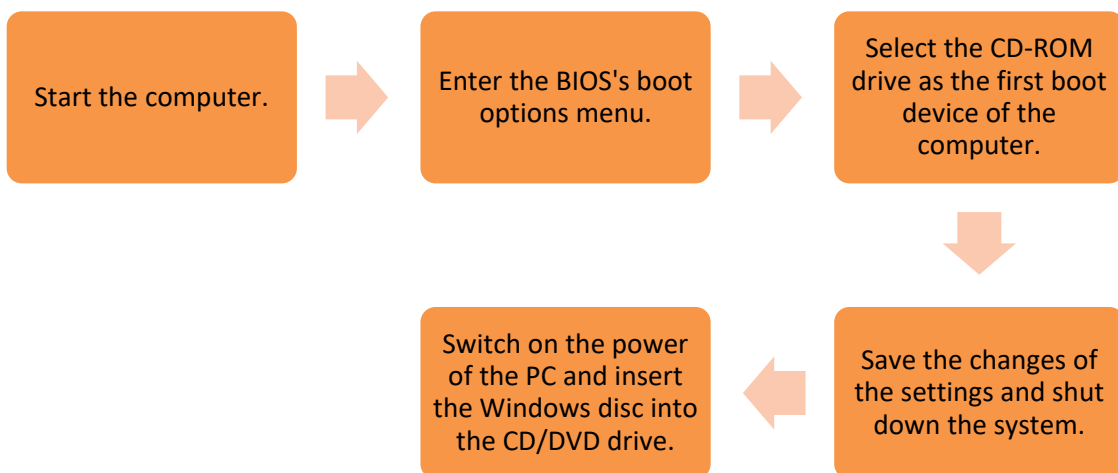 Start the computer.
Enter the BIOS's boot
options menu.
Select the CD-ROM
drive as the first boot
device of the
computer.
Save the changes of
the settings and shut
down the system.
Switch on the power
of the PC and insert
the Windows disc into
the CD/DVD drive.